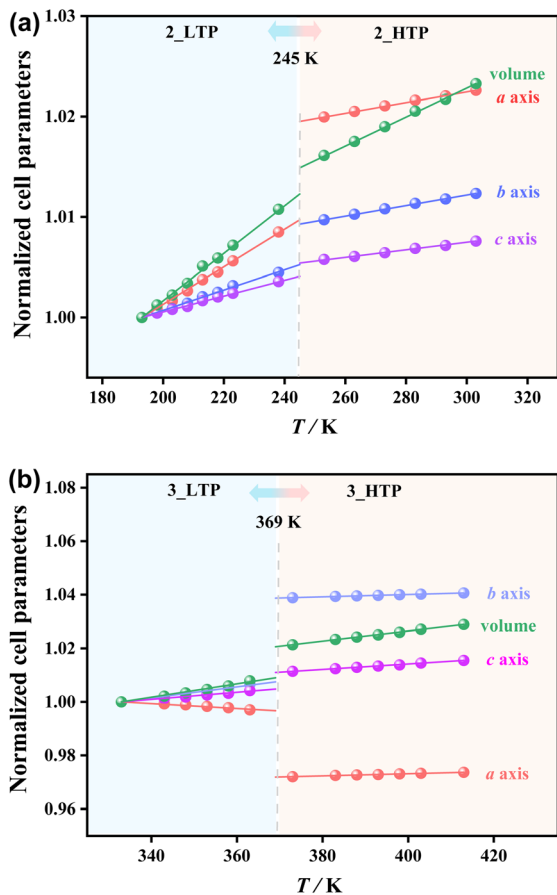 (a)
1.03
2_LTP
2_HTP
245 K
volume
a axis
1.02
b axis
1.01
c axis
1.00
Normalized cell parameters
180 200 220 240 260 280 300 320
T / K
(b)
1.08
3_LTP
3_HTP
369 K
1.06
b axis
1.04
volume
1.02
c axis
1.00
0.98
a axis
0.96
Normalized cell parameters
340 360 380 400 420
T / K